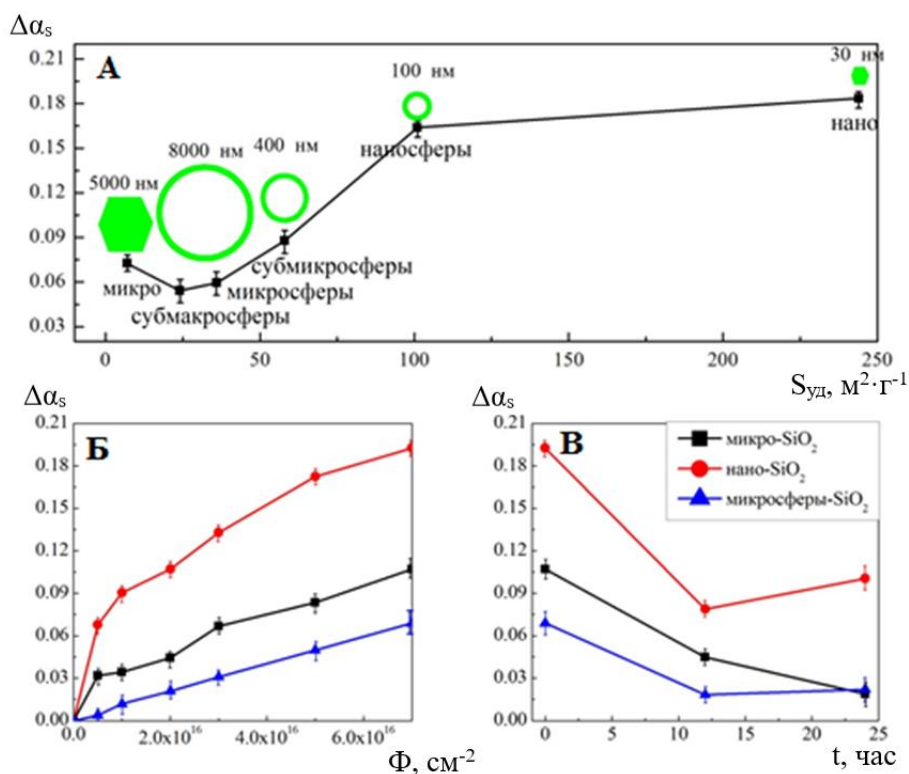 Δαs
А
0.21
0.18
0.15
0.12
0.09
0.06
0.03
5000 нм
8000 нм
400 нм
100 нм
30 нм
микро
субмакросферы
микросферы
субмикросферы
наносферы
нано
0
50
100
150
200
250
Sуд, м²·г⁻¹
Δαs
Б
0.21
0.18
0.15
0.12
0.09
0.06
0.03
0.00
0.0
2.0x10¹⁶
4.0x10¹⁶
6.0x10¹⁶
Ф, см⁻²
Δαs
В
микро-SiO₂
нано-SiO₂
микросферы-SiO₂
0.21
0.18
0.15
0.12
0.09
0.06
0.03
0.00
0
5
10
15
20
25
t, час